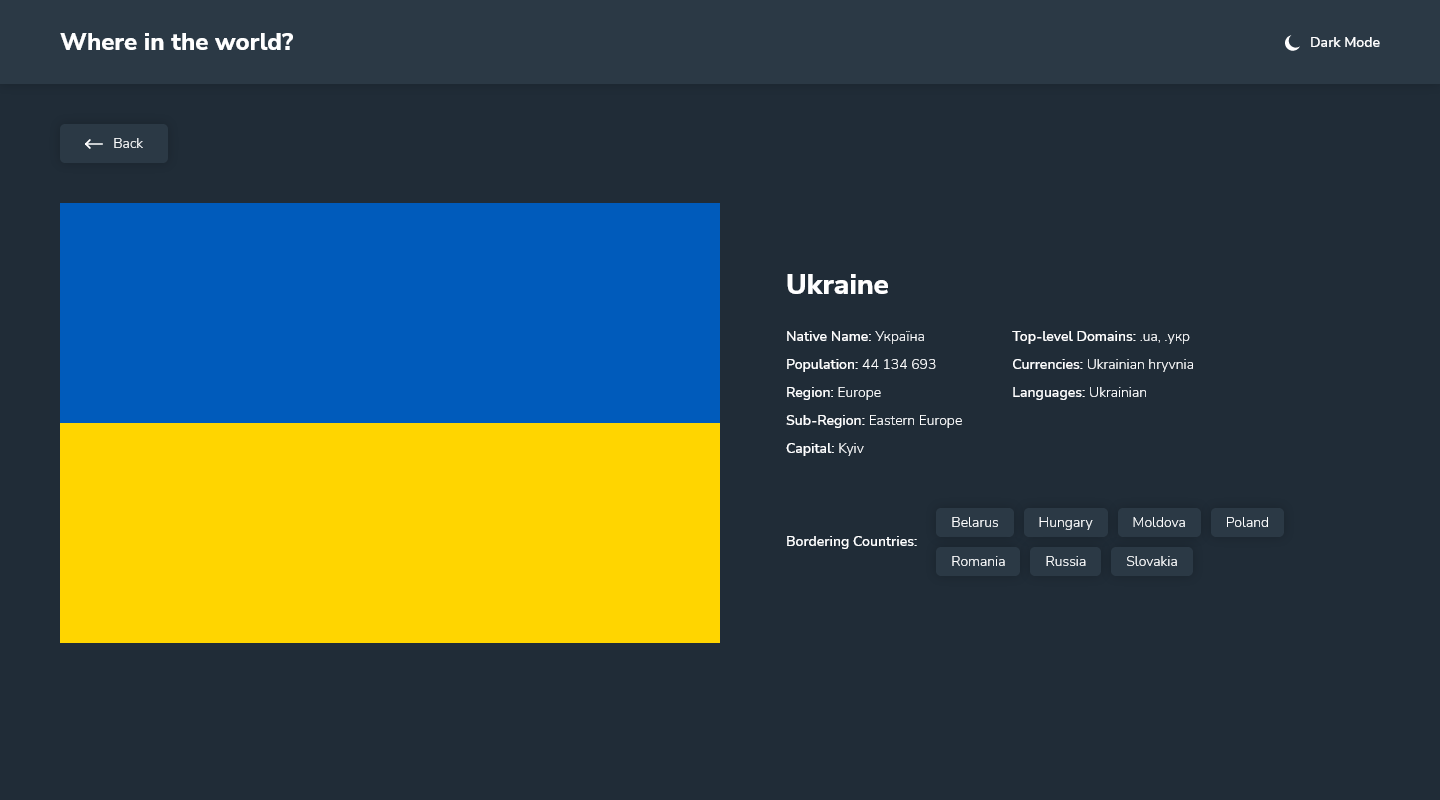 Where in the world?
Dark Mode
Back
Ukraine
Native Name: Україна
Population: 44 134 693
Region: Europe
Sub-Region: Eastern Europe
Capital: Kyiv
Top-level Domains: .ua, .укр
Currencies: Ukrainian hryvnia
Languages: Ukrainian
Bordering Countries:
Belarus Hungary Moldova Poland
Romania Russia Slovakia